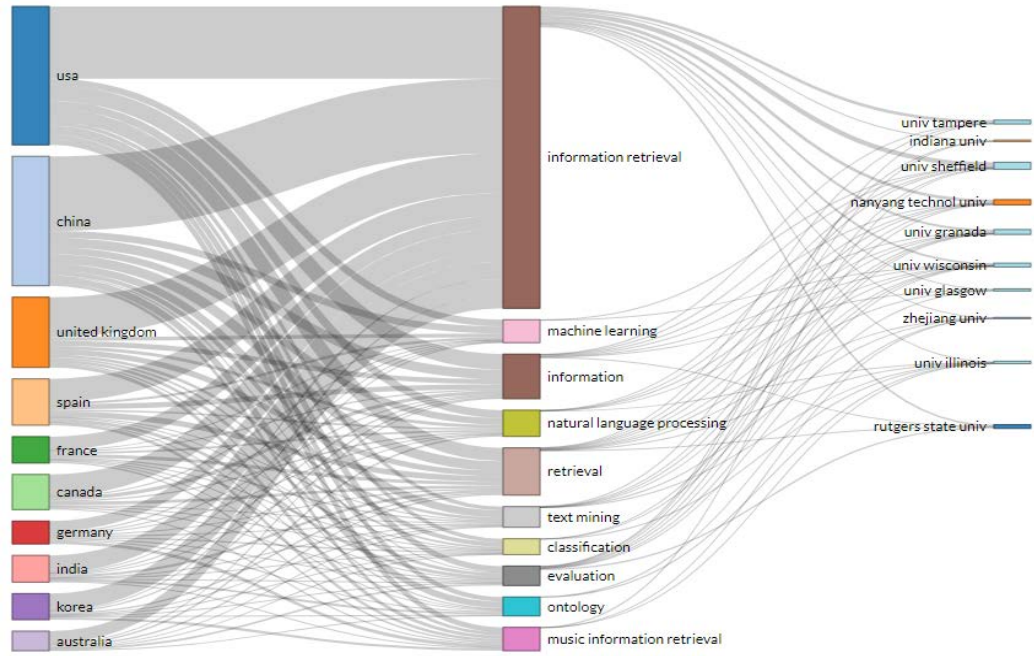 usa
china
united kingdom
spain
france
canada
germany
india
korea
australia
information retrieval
machine learning
information
natural language processing
retrieval
text mining
classification
evaluation
ontology
music information retrieval
univ tampere
indiana univ
univ sheffield
nanyang technol univ
univ granada
univ wisconsin
univ glasgow
zhejiang univ
univ illinois
rutgers state univ